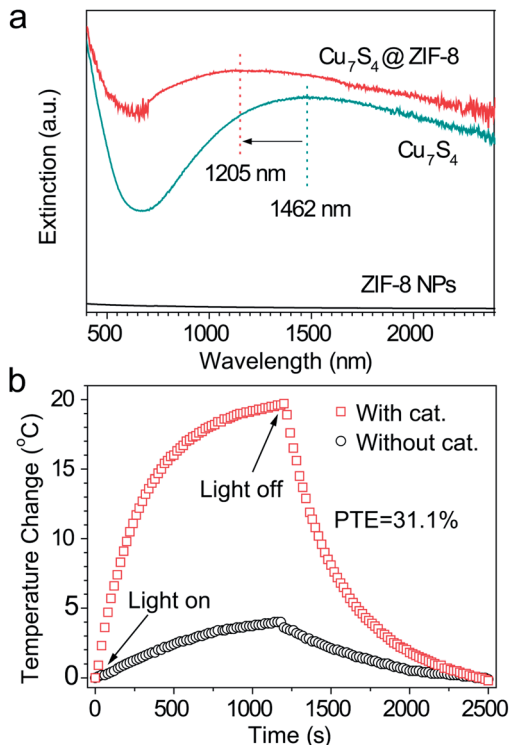 a
Cu₇S₄@ ZIF-8
Cu₇S₄
1205 nm
1462 nm
ZIF-8 NPs
Extinction (a.u.)
500 1000 1500 2000
Wavelength (nm)
b
20
15
10
5
0
Temperature Change (°C)
With cat.
Without cat.
Light off
PTE=31.1%
Light on
0 500 1000 1500 2000 2500
Time (s)